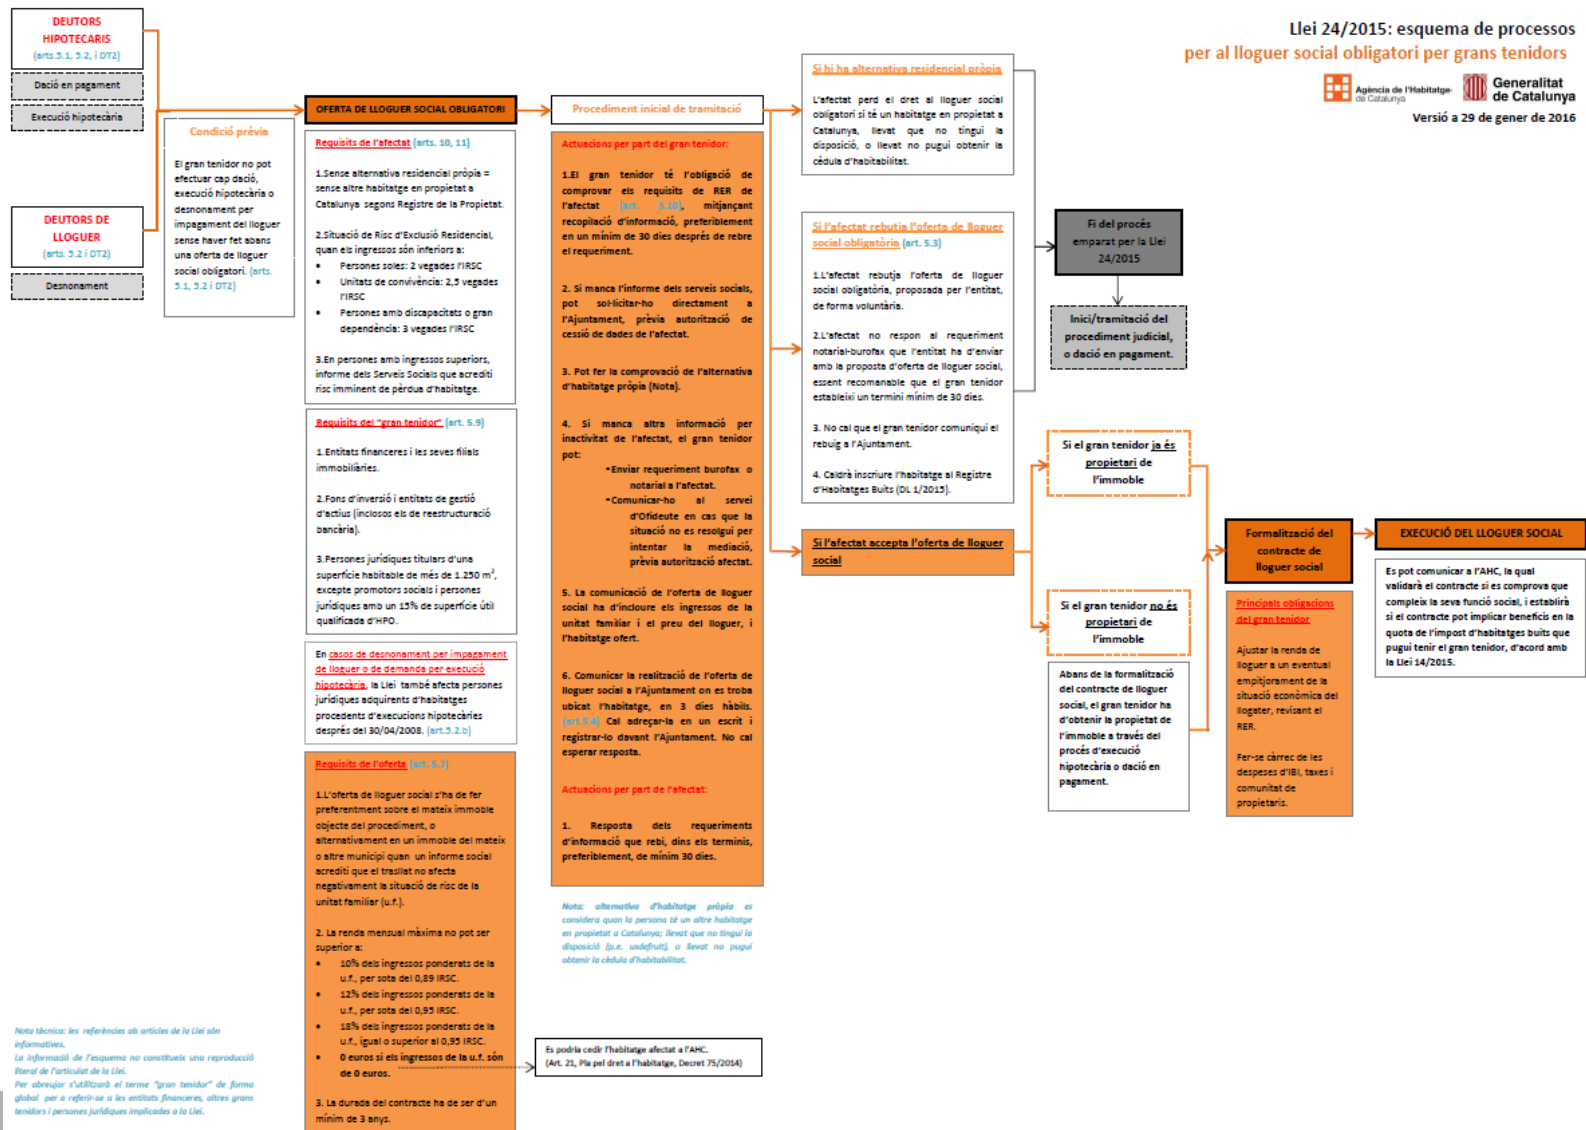 Llei 24/2015: esquema de processos
per al lloguer social obligatori per grans tenidors
Agència de l'Habitatge
de Catalunya
Generalitat
de Catalunya
Versió a 29 de gener de 2016
DEUTORS
HIPOTECARIS
(arts.5.1, 5.2, i DT2)
Dació en pagament
Execució hipotecària
DEUTORS DE
LLOGUER
(arts. 5.2 i DT2)
Desnonament
Condició prèvia
El gran tenidor no pot
efectuar cap dació,
execució hipotecària o
desnonament per
impagament del lloguer
sense haver fet abans
una oferta de lloguer
social obligatori. (arts.
5.1, 5.2 i DT2)
OFERTA DE LLOGUER SOCIAL OBLIGATORI
Requisits de l'afectat (arts. 10, 11)
1.Sense alternativa residencial pròpia =
sense altre habitatge en propietat a
Catalunya segons Registre de la Propietat.
2.Situació de Risc d'Exclusió Residencial,
quan els ingressos són inferiors a:
• Persones soles: 2 vegades l'IRSC
• Unitats de convivència: 2,5 vegades
l'IRSC
• Persones amb discapacitats o gran
dependència: 3 vegades l'IRSC
3.En persones amb ingressos superiors,
informe dels Serveis Socials que acrediti
risc imminent de pèrdua d'habitatge.
Requisits del "gran tenidor" (art. 5.9)
1.Entitats financeres i les seves filials
immobiliàries.
2.Fons d'inversió i entitats de gestió
d'actius (inclosos els de reestructuració
bancària).
3.Persones jurídiques titulars d'una
superfície habitable de més de 1.250 m²,
excepte promotors socials i persones
jurídiques amb un 15% de superfície útil
qualificada d'HPO.
En casos de desnonament per impagament
de lloguer o de demanda per execució
hipotecària, la Llei també afecta persones
jurídiques adquirents d'habitatges
procedents d'execucions hipotecàries
després del 30/04/2008. (art.5.2.b)
Requisits de l'oferta (art. 5.7)
1.L'oferta de lloguer social s'ha de fer
preferentment sobre el mateix immoble
objecte del procediment, o
alternativament en un immoble del mateix
o altre municipi quan un informe social
acrediti que el trasllat no afecta
negativament la situació de risc de la
unitat familiar (u.f.).
2. La renda mensual màxima no pot ser
superior a:
• 10% dels ingressos ponderats de la
u.f., per sota del 0,89 IRSC.
• 12% dels ingressos ponderats de la
u.f., per sota del 0,95 IRSC.
• 18% dels ingressos ponderats de la
u.f., igual o superior al 0,95 IRSC.
• 0 euros si els ingressos de la u.f. són
de 0 euros.
3. La durada del contracte ha de ser d'un
mínim de 3 anys.
Procediment inicial de tramitació
Actuacions per part del gran tenidor:
1.El gran tenidor té l'obligació de
comprovar els requisits de RER de
l'afectat (art. 5.10), mitjançant
recopilació d'informació, preferiblement
en un mínim de 30 dies després de rebre
el requeriment.
2. Si manca l'informe dels serveis socials,
pot sol·licitar-ho directament a
l'Ajuntament, prèvia autorització de
cessió de dades de l'afectat.
3. Pot fer la comprovació de l'alternativa
d'habitatge pròpia (Nota).
4. Si manca altra informació per
inactivitat de l'afectat, el gran tenidor
pot:
•Enviar requeriment burofax o
notarial a l'afectat.
•Comunicar-ho al servei
d'Ofideute en cas que la
situació no es resolgui per
intentar la mediació,
prèvia autorització afectat.
5. La comunicació de l'oferta de lloguer
social ha d'incloure els ingressos de la
unitat familiar i el preu del lloguer, i
l'habitatge ofert.
6. Comunicar la realització de l'oferta de
lloguer social a l'Ajuntament on es troba
ubicat l'habitatge, en 3 dies hàbils.
(art.5.4) Cal adreçar-la en un escrit i
registrar-lo davant l'Ajuntament. No cal
esperar resposta.
Actuacions per part de l'afectat:
1. Resposta dels requeriments
d'informació que rebi, dins els terminis,
preferiblement, de mínim 30 dies.
Nota: alternativa d'habitatge pròpia es
considera quan la persona té un altre habitatge
en propietat a Catalunya; llevat que no tingui la
disposició (p.e. usdefruit), o llevat no pugui
obtenir la cèdula d'habitabilitat.
Es podria cedir l'habitatge afectat a l'AHC.
(Art. 21, Pla pel dret a l'habitatge, Decret 75/2014)
Si hi ha alternativa residencial pròpia
L'afectat perd el dret al lloguer social
obligatori si té un habitatge en propietat a
Catalunya, llevat que no tingui la
disposició, o llevat no pugui obtenir la
cèdula d'habitabilitat.
Si l'afectat rebutja l'oferta de lloguer
social obligatòria (art. 5.3)
1.L'afectat rebutja l'oferta de lloguer
social obligatòria, proposada per l'entitat,
de forma voluntària.
2.L'afectat no respon al requeriment
notarial-burofax que l'entitat ha d'enviar
amb la proposta d'oferta de lloguer social,
essent recomanable que el gran tenidor
estableixi un termini mínim de 30 dies.
3. No cal que el gran tenidor comuniqui el
rebuig a l'Ajuntament.
4. Caldrà inscriure l'habitatge al Registre
d'Habitatges Buits (DL 1/2015).
Si l'afectat accepta l'oferta de lloguer
social
Fi del procés
emparat per la Llei
24/2015
Inici/tramitació del
procediment judicial,
o dació en pagament.
Si el gran tenidor ja és
propietari de
l'immoble
Si el gran tenidor no és
propietari de
l'immoble
Abans de la formalització
del contracte de lloguer
social, el gran tenidor ha
d'obtenir la propietat de
l'immoble a través del
procés d'execució
hipotecària o dació en
pagament.
Formalització del
contracte de
lloguer social
Principals obligacions
del gran tenidor
Ajustar la renda de
lloguer a un eventual
empitjorament de la
situació econòmica del
llogater, revisant el
RER.
Fer-se càrrec de les
despeses d'IBI, taxes i
comunitat de
propietaris.
EXECUCIÓ DEL LLOGUER SOCIAL
Es pot comunicar a l'AHC, la qual
validarà el contracte si es comprova que
compleix la seva funció social, i establirà
si el contracte pot implicar beneficis en la
quota de l'impost d'habitatges buits que
pugui tenir el gran tenidor, d'acord amb
la Llei 14/2015.
Nota tècnica: les referències als articles de la Llei són
informatives.
La informació de l'esquema no constitueix una reproducció
literal de l'articulat de la Llei.
Per abreujar s'utilitzarà el terme "gran tenidor" de forma
global per a referir-se a les entitats financeres, altres grans
tenidors i persones jurídiques implicades a la Llei.